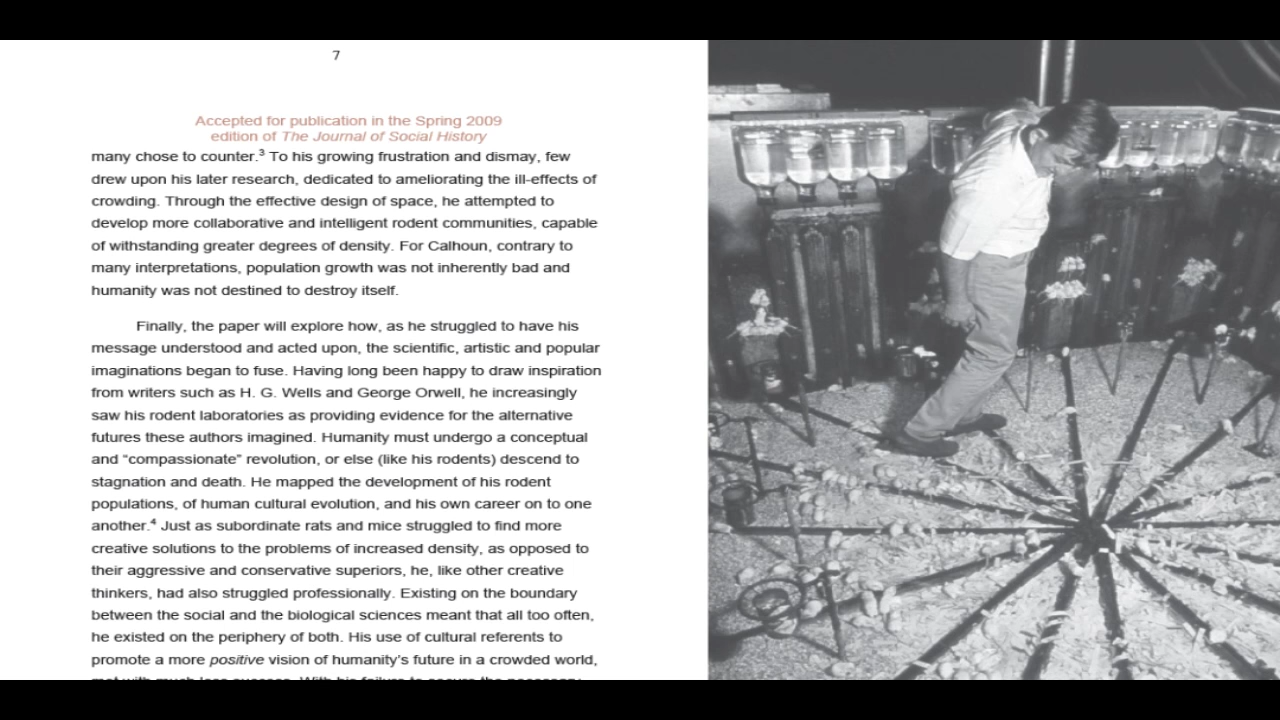 7
Accepted for publication in the Spring 2009
edition of The Journal of Social History
many chose to counter.3 To his growing frustration and dismay, few
drew upon his later research, dedicated to ameliorating the ill-effects of
crowding. Through the effective design of space, he attempted to
develop more collaborative and intelligent rodent communities, capable
of withstanding greater degrees of density. For Calhoun, contrary to
many interpretations, population growth was not inherently bad and
humanity was not destined to destroy itself.
Finally, the paper will explore how, as he struggled to have his
message understood and acted upon, the scientific, artistic and popular
imaginations began to fuse. Having long been happy to draw inspiration
from writers such as H. G. Wells and George Orwell, he increasingly
saw his rodent laboratories as providing evidence for the alternative
futures these authors imagined. Humanity must undergo a conceptual
and “compassionate” revolution, or else (like his rodents) descend to
stagnation and death. He mapped the development of his rodent
populations, of human cultural evolution, and his own career on to one
another.4 Just as subordinate rats and mice struggled to find more
creative solutions to the problems of increased density, as opposed to
their aggressive and conservative superiors, he, like other creative
thinkers, had also struggled professionally. Existing on the boundary
between the social and the biological sciences meant that all too often,
he existed on the periphery of both. His use of cultural referents to
promote a more positive vision of humanity’s future in a crowded world,